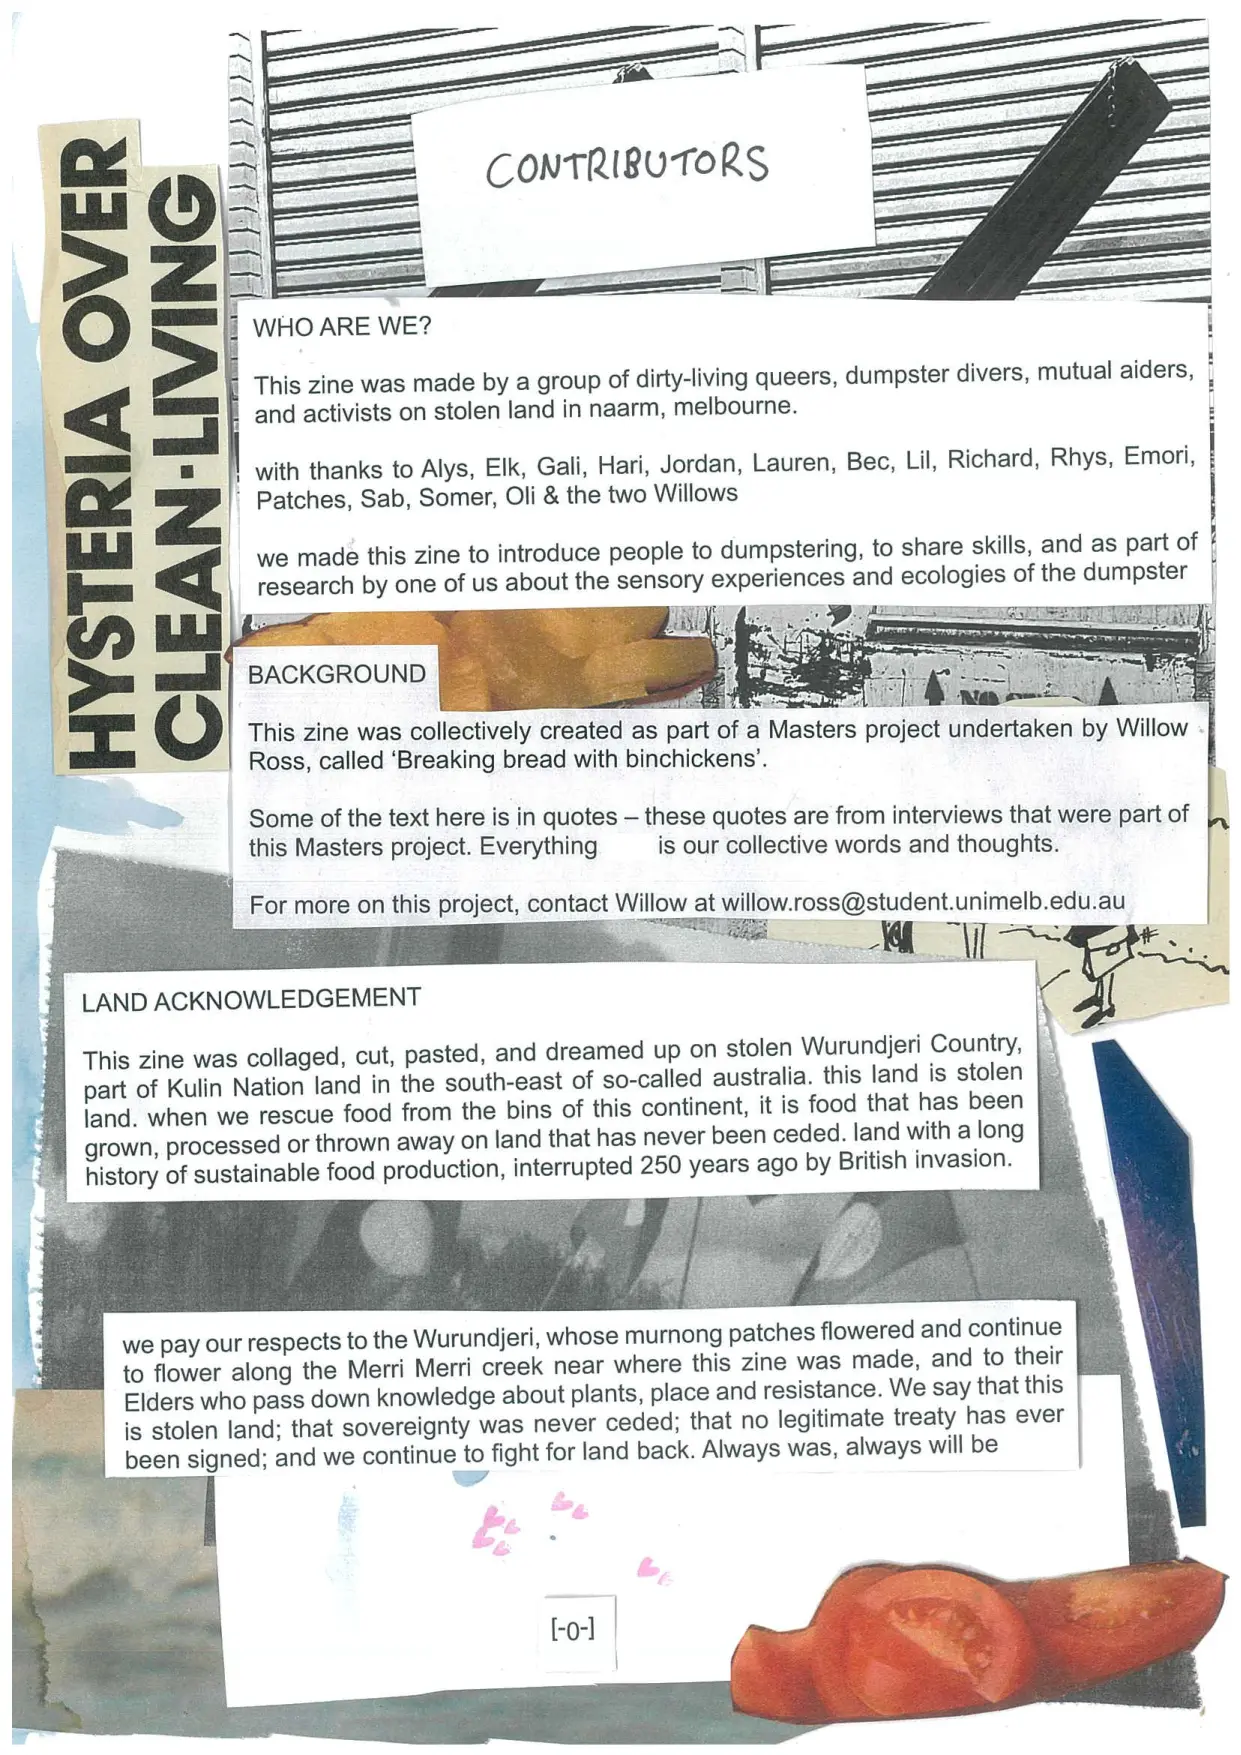 CONTRIBUTORS
HYSTERIA OVER
CLEAN-LIVING
WHO ARE WE?
This zine was made by a group of dirty-living queers, dumpster divers, mutual aiders,
and activists on stolen land in naarm, melbourne.
with thanks to Alys, Elk, Gali, Hari, Jordan, Lauren, Bec, Lil, Richard, Rhys, Emori,
Patches, Sab, Somer, Oli & the two Willows
we made this zine to introduce people to dumpstering, to share skills, and as part of
research by one of us about the sensory experiences and ecologies of the dumpster
BACKGROUND
This zine was collectively created as part of a Masters project undertaken by Willow
Ross, called ‘Breaking bread with binchickens’.
Some of the text here is in quotes – these quotes are from interviews that were part of
this Masters project. Everything is our collective words and thoughts.
For more on this project, contact Willow at willow.ross@student.unimelb.edu.au
LAND ACKNOWLEDGEMENT
This zine was collaged, cut, pasted, and dreamed up on stolen Wurundjeri Country,
part of Kulin Nation land in the south-east of so-called australia. this land is stolen
land. when we rescue food from the bins of this continent, it is food that has been
grown, processed or thrown away on land that has never been ceded. land with a long
history of sustainable food production, interrupted 250 years ago by British invasion.
we pay our respects to the Wurundjeri, whose murnong patches flowered and continue
to flower along the Merri Merri creek near where this zine was made, and to their
Elders who pass down knowledge about plants, place and resistance. We say that this
is stolen land; that sovereignty was never ceded; that no legitimate treaty has ever
been signed; and we continue to fight for land back. Always was, always will be
[-0-]